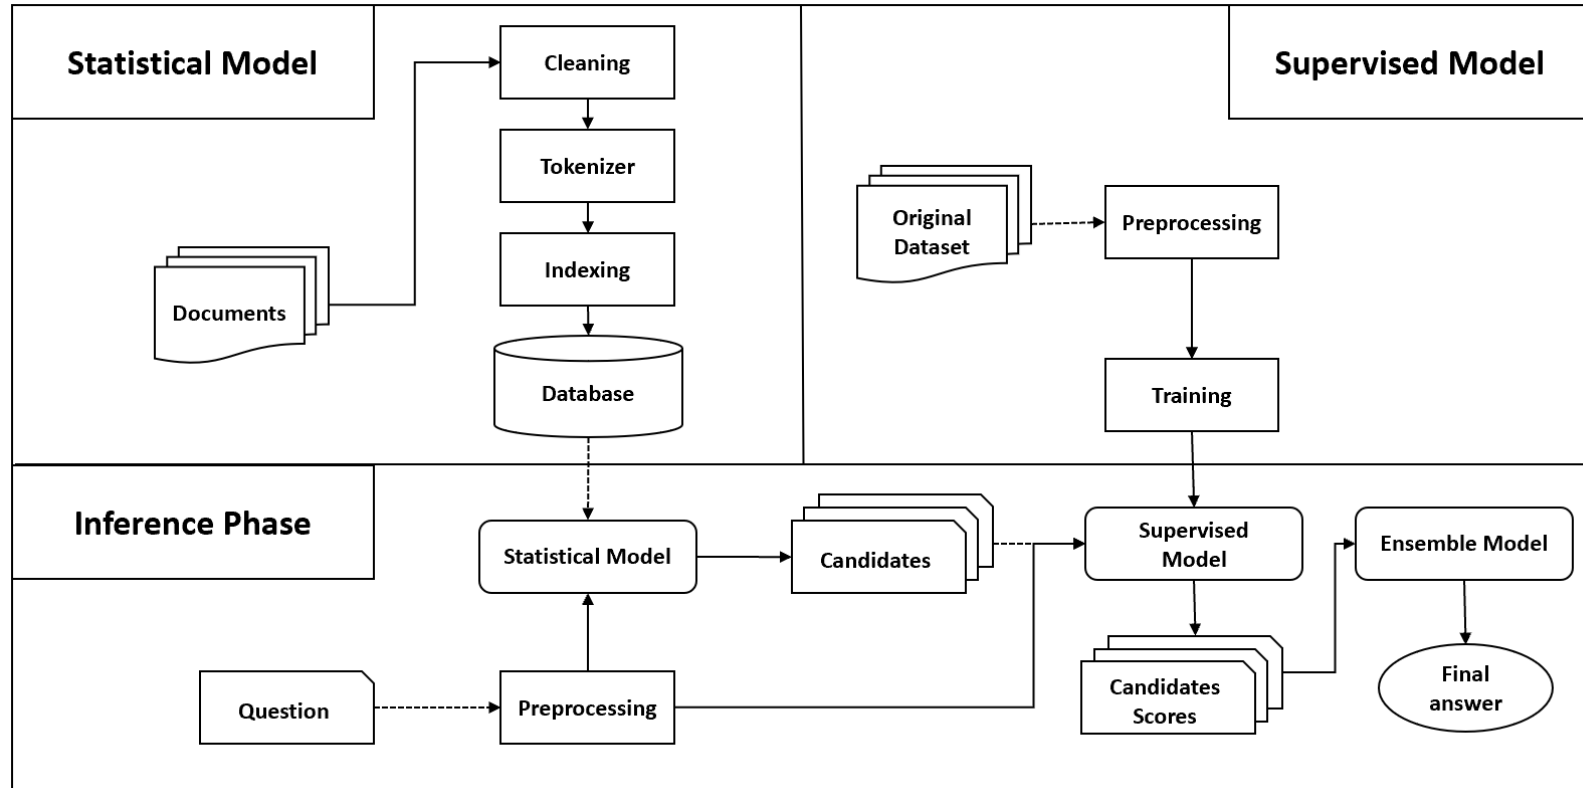 Statistical Model
Cleaning
Tokenizer
Indexing
Documents
Database
Supervised Model
Original
Dataset
Preprocessing
Training
Inference Phase
Statistical Model
Candidates
Supervised
Model
Ensemble Model
Question
Preprocessing
Candidates
Scores
Final
answer